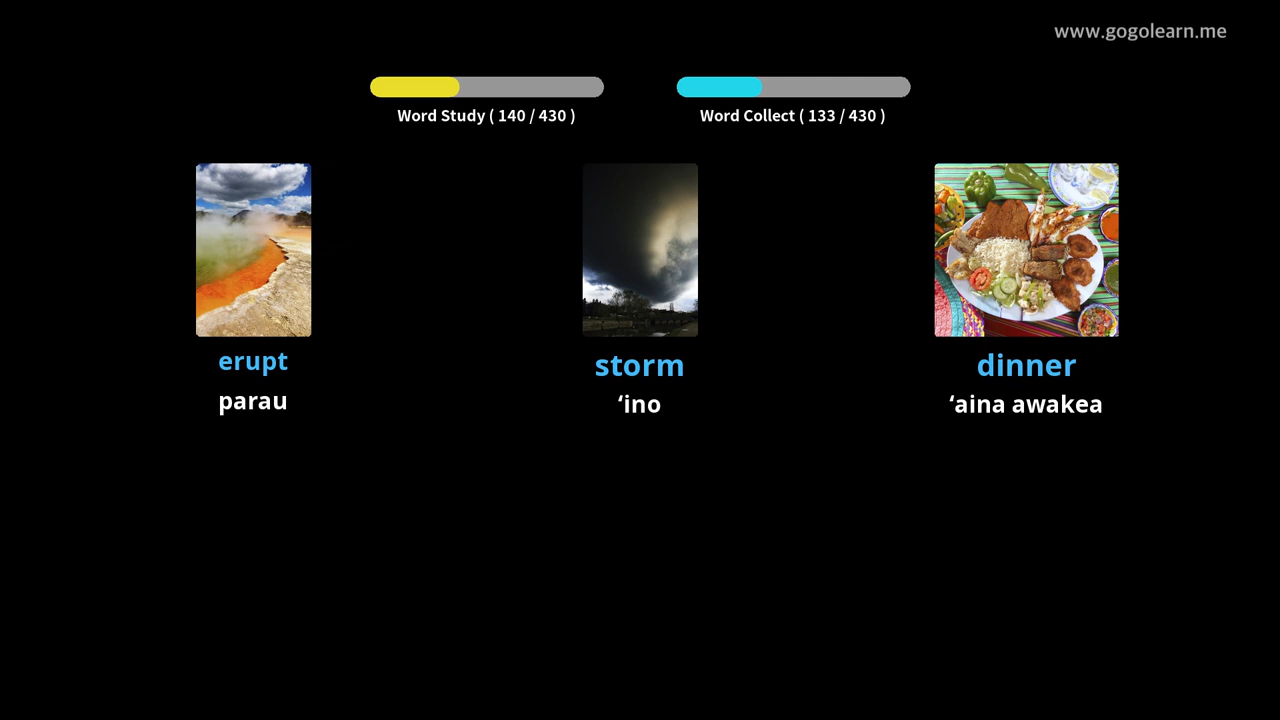 www.gogolearn.me
Word Study ( 140 / 430 )
Word Collect ( 133 / 430 )
erupt
parau
storm
ʻino
dinner
ʻaina awakea